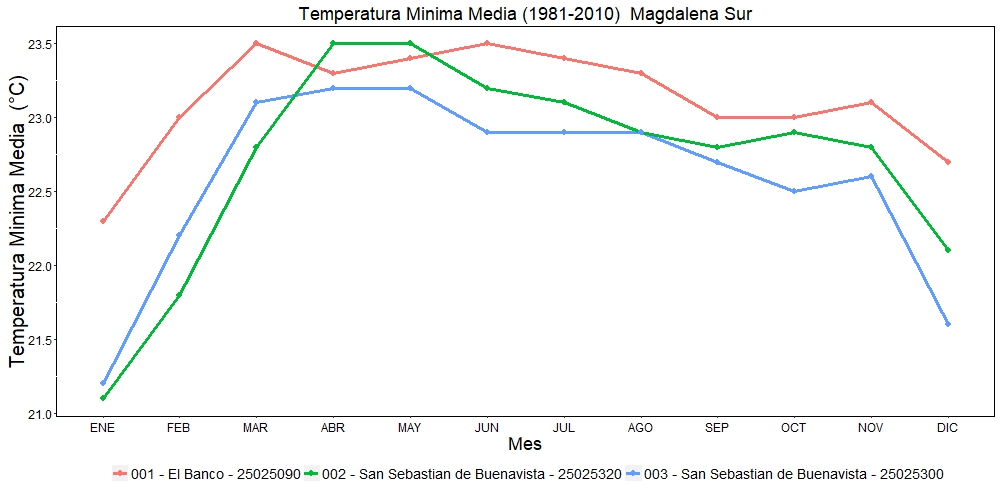 Temperatura Minima Media (1981-2010)  Magdalena Sur
Temperatura Minima Media  (°C)
23.5
23.0
22.5
22.0
21.5
21.0
ENE FEB MAR ABR MAY JUN JUL AGO SEP OCT NOV DIC
Mes
001 - El Banco - 25025090 002 - San Sebastian de Buenavista - 25025320 003 - San Sebastian de Buenavista - 25025300